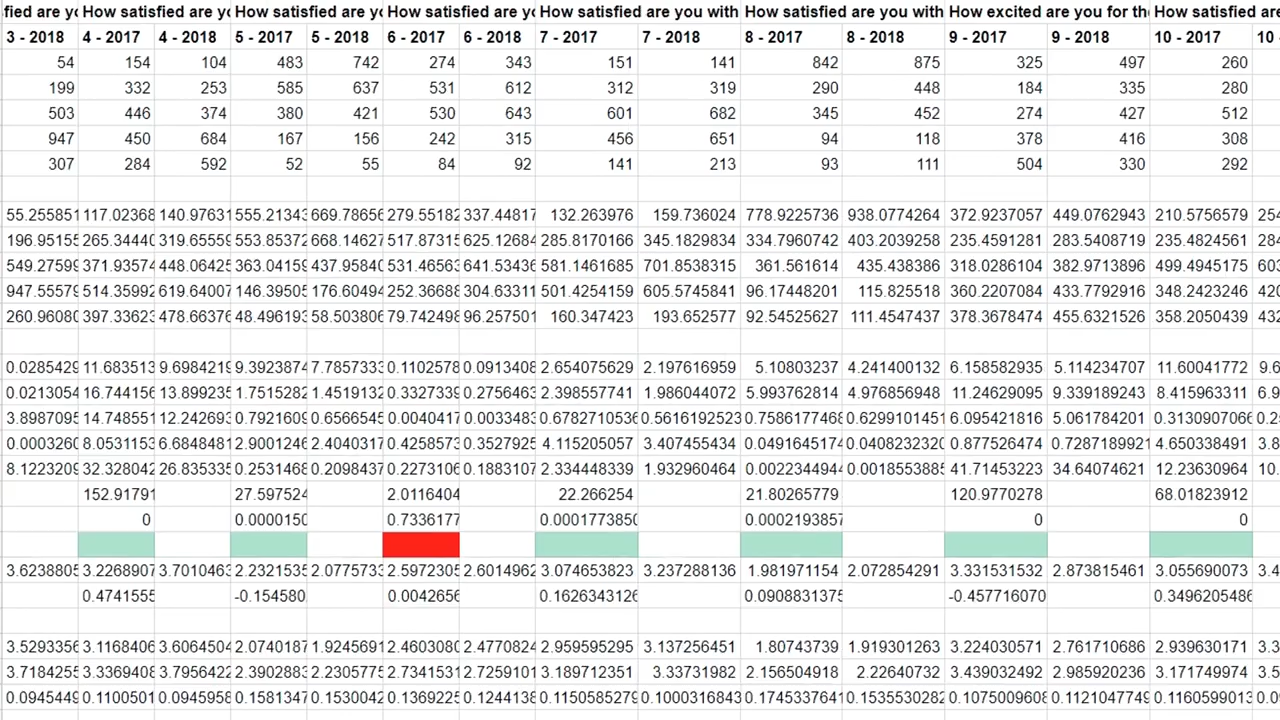 fied are yo How satisfied are yo How satisfied are yo How satisfied are yo How satisfied are you with How satisfied are you with How excited are you for the How satisfied are
3 - 2018 4 - 2017 4 - 2018 5 - 2017 5 - 2018 6 - 2017 6 - 2018 7 - 2017 7 - 2018 8 - 2017 8 - 2018 9 - 2017 9 - 2018 10 - 2017 10
54 154 104 483 742 274 343 151 141 842 875 325 497 260
199 332 253 585 637 531 612 312 319 290 448 184 335 280
503 446 374 380 421 530 643 601 682 345 452 274 427 512
947 450 684 167 156 242 315 456 651 94 118 378 416 308
307 284 592 52 55 84 92 141 213 93 111 504 330 292
55.255851 117.02368 140.97631 555.21343 669.78656 279.55182 337.44817 132.263976 159.736024 778.9225736 938.0774264 372.9237057 449.0762943 210.5756579 254
196.95155 265.34440 319.65559 553.85372 668.14627 517.87315 625.12684 285.8170166 345.1829834 334.7960742 403.2039258 235.4591281 283.5408719 235.4824561 284
549.27599 371.93574 448.06425 363.04159 437.95840 531.46563 641.53436 581.1461685 701.8538315 361.561614 435.438386 318.0286104 382.9713896 499.4945175 603
947.55579 514.35992 619.64007 146.39505 176.60494 252.36688 304.63311 501.4254159 605.5745841 96.17448201 115.825518 360.2207084 433.7792916 348.2423246 420
260.96080 397.33623 478.66376 48.496193 58.503806 79.742498 96.257501 160.347423 193.652577 92.54525627 111.4547437 378.3678474 455.6321526 358.2050439 432
0.0285429 11.683513 9.6984219 9.3923874 7.7857333 0.1102578 0.0913408 2.654075629 2.197616959 5.10803237 4.241400132 6.158582935 5.114234707 11.60041772 9.6
0.0213054 16.744156 13.899235 1.7515282 1.4519132 0.3327339 0.2756463 2.398557741 1.986044072 5.993762814 4.976856948 11.24629095 9.339189243 8.415963311 6.9
3.8987095 14.748551 12.242693 0.7921609 0.6566545 0.0040417 0.0033483 0.6782710536 0.5616192523 0.7586177468 0.6299101451 6.095421816 5.061784201 0.3130907066 0.2
0.0003260 8.0531153 6.6848481 2.9001246 2.4040317 0.4258573 0.3527925 4.115205057 3.407455434 0.0491645174 0.0408232320 0.877526474 0.7287189921 4.650338491 3.8
8.1223209 32.328042 26.835335 0.2531468 0.2098437 0.2273106 0.1883107 2.334448339 1.932960464 0.0022344944 0.0018553885 41.71453223 34.64074621 12.23630964 10.
152.91791 27.597524 2.0116404 22.266254 21.80265779 120.9770278 68.01823912
0 0.0000150 0.7336177 0.0001773850 0.0002193857 0 0
3.6238805 3.2268907 3.7010463 2.2321535 2.0775733 2.5972305 2.6014962 3.074653823 3.237288136 1.981971154 2.072854291 3.331531532 2.873815461 3.055690073 3.4
0.4741555 -0.154580 0.0042656 0.1626343126 0.0908831375 -0.457716070 0.3496205486
3.5293356 3.1168406 3.6064504 2.0740187 1.9245691 2.4603080 2.4770824 2.959595295 3.137256451 1.80743739 1.919301263 3.224030571 2.761710686 2.939630171 3.3
3.7184255 3.3369408 3.7956422 2.3902883 2.2305775 2.7341531 2.7259101 3.189712351 3.33731982 2.156504918 2.22640732 3.439032492 2.985920236 3.171749974 3.5
0.0945449 0.1100501 0.0945958 0.1581347 0.1530042 0.1369225 0.1244138 0.1150585279 0.1000316843 0.1745337641 0.1535530282 0.1075009608 0.1121047749 0.1160599013 0.0